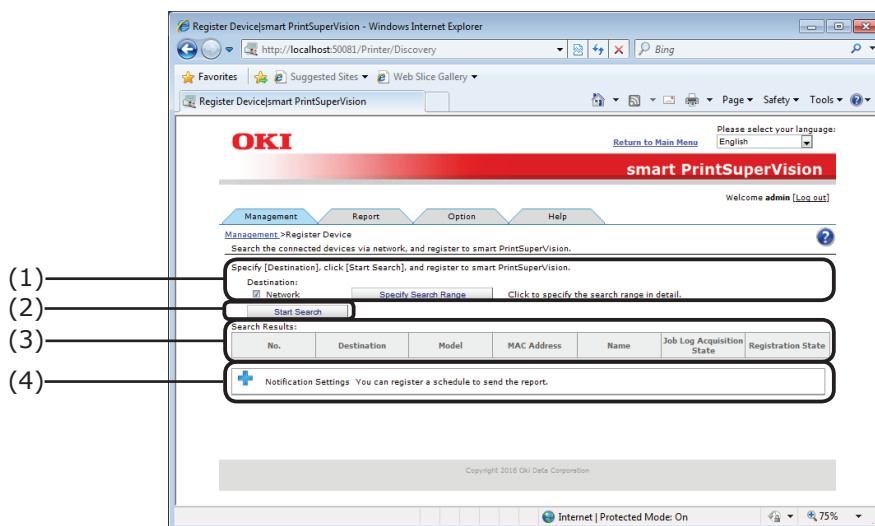 Register Device|smart PrintSuperVision - Windows Internet Explorer
http://localhost:50081/Printer/Discovery
Bing
Favorites
Suggested Sites
Web Slice Gallery
Register Device|smart PrintSuperVision
Page
Safety
Tools
OKI
Return to Main Menu
Please select your language:
English
smart PrintSuperVision
Welcome admin [Log out]
Management
Report
Option
Help
Management >Register Device
Search the connected devices via network, and register to smart PrintSuperVision.
(1)
Specify [Destination], click [Start Search], and register to smart PrintSuperVision.
Destination:
Network
Specify Search Range
Click to specify the search range in detail.
(2)
Start Search
(3)
Search Results:
No.
Destination
Model
MAC Address
Name
Job Log Acquisition State
Registration State
(4)
Notification Settings You can register a schedule to send the report.
Copyright 2016 Oki Data Corporation
Internet | Protected Mode: On
75%